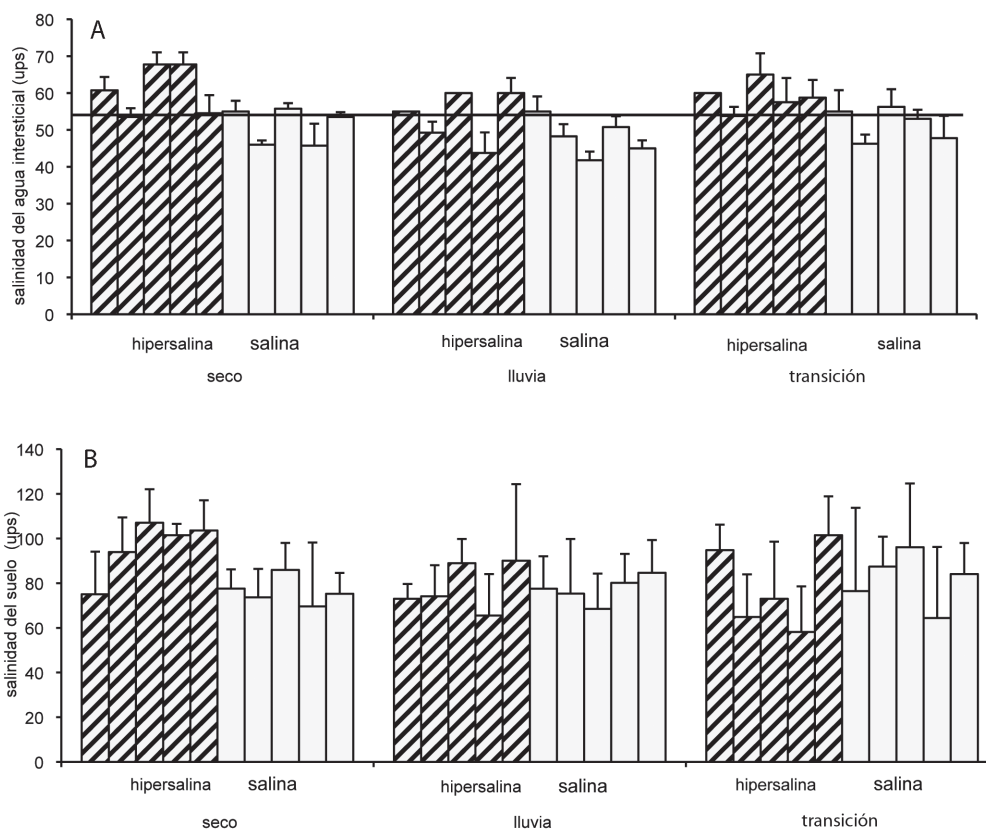 A
salinidad del agua intersticial (ups)
80
70
60
50
40
30
20
10
0
hipersalina salina hipersalina salina hipersalina salina
seco lluvia transición
B
salinidad del suelo (ups)
140
120
100
80
60
40
20
0
hipersalina salina hipersalina salina hipersalina salina
seco lluvia transición